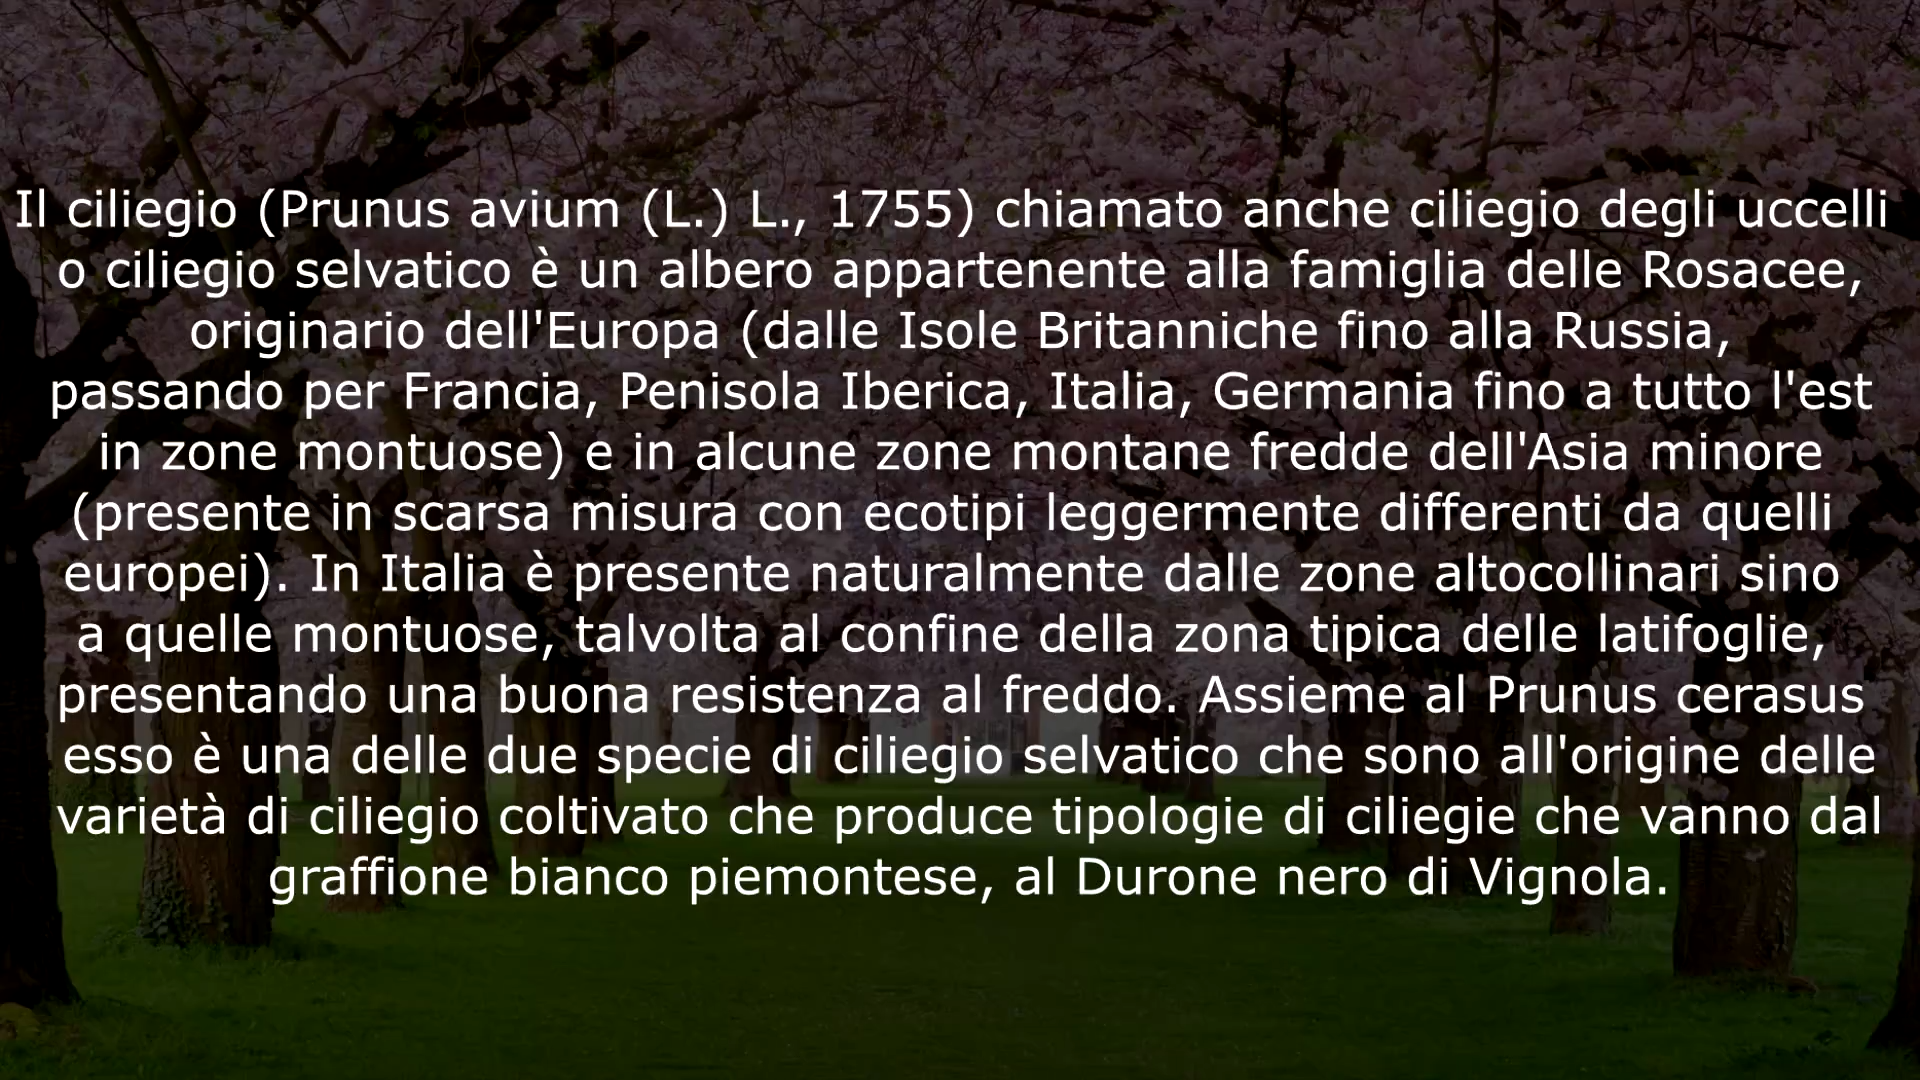 Il ciliegio (Prunus avium (L.) L., 1755) chiamato anche ciliegio degli uccelli
o ciliegio selvatico è un albero appartenente alla famiglia delle Rosacee,
originario dell'Europa (dalle Isole Britanniche fino alla Russia,
passando per Francia, Penisola Iberica, Italia, Germania fino a tutto l'est
in zone montuose) e in alcune zone montane fredde dell'Asia minore
(presente in scarsa misura con ecotipi leggermente differenti da quelli
europei). In Italia è presente naturalmente dalle zone altocollinari sino
a quelle montuose, talvolta al confine della zona tipica delle latifoglie,
presentando una buona resistenza al freddo. Assieme al Prunus cerasus
esso è una delle due specie di ciliegio selvatico che sono all'origine delle
varietà di ciliegio coltivato che produce tipologie di ciliegie che vanno dal
graffione bianco piemontese, al Durone nero di Vignola.